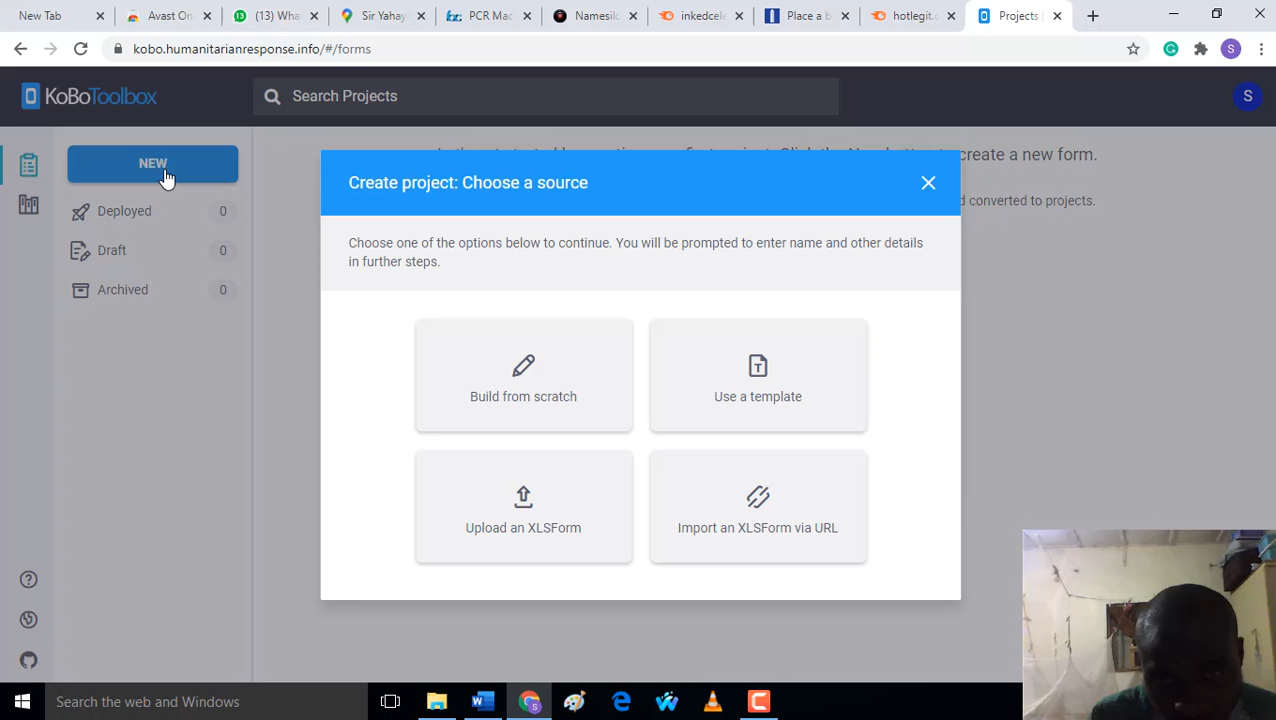 New Tab
Avast On
(13) Wha
Sir Yahay
PCR Mac
Namesilo
inkedcele
Place a b
hotlegit.c
Projects |
kobo.humanitarianresponse.info/#/forms
S
KoBoToolbox
Search Projects
S
NEW
Deployed 0
Draft 0
Archived 0
create a new form.
d converted to projects.
Create project: Choose a source
Choose one of the options below to continue. You will be prompted to enter name and other details
in further steps.
Build from scratch
Use a template
Upload an XLSForm
Import an XLSForm via URL
Search the web and Windows